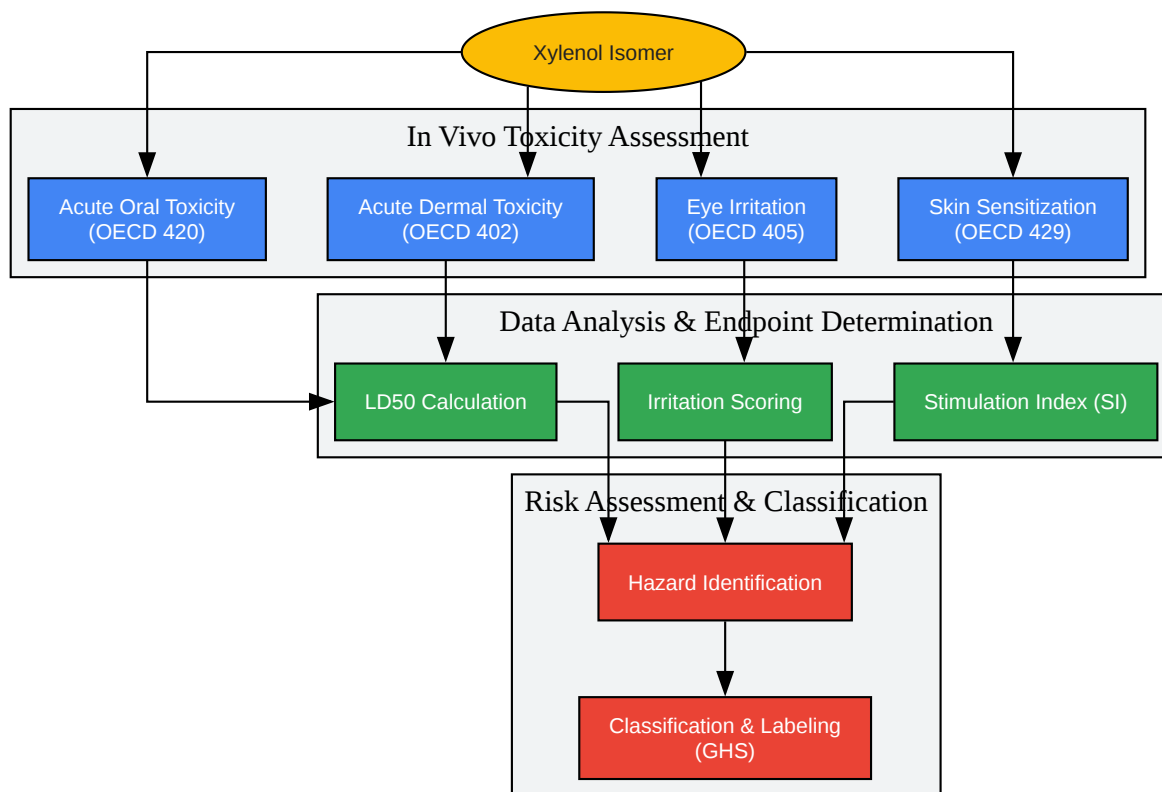 Xylenol Isomer
In Vivo Toxicity Assessment
Acute Oral Toxicity
(OECD 420)
Acute Dermal Toxicity
(OECD 402)
Eye Irritation
(OECD 405)
Skin Sensitization
(OECD 429)
Data Analysis & Endpoint Determination
LD50 Calculation
Irritation Scoring
Stimulation Index (SI)
Risk Assessment & Classification
Hazard Identification
Classification & Labeling
(GHS)